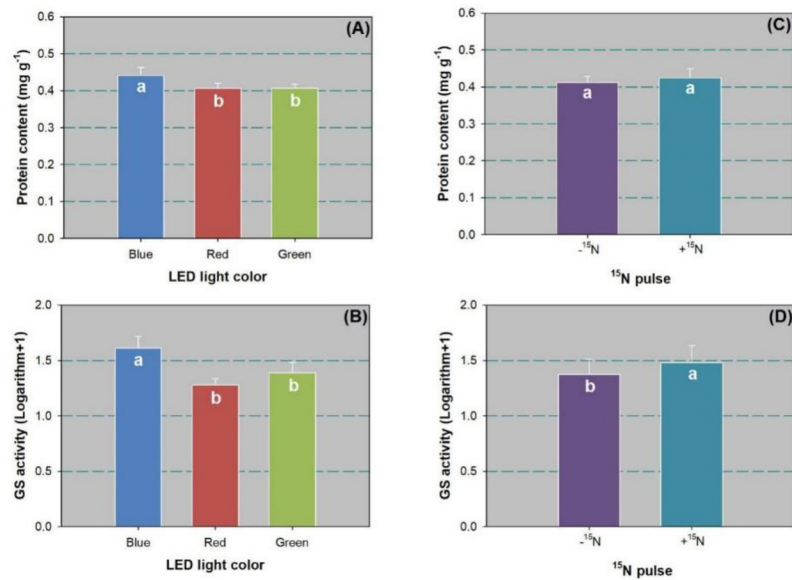 (A)
Protein content (mg g⁻¹)
0.6
0.5
0.4
0.3
0.2
0.1
0.0
a
b
b
Blue
Red
Green
LED light color
(C)
Protein content (mg g⁻¹)
0.6
0.5
0.4
0.3
0.2
0.1
0.0
a
a
-¹⁵N
+¹⁵N
¹⁵N pulse
(B)
GS activity (Logarithm+1)
2.0
1.5
1.0
0.5
0.0
a
b
b
Blue
Red
Green
LED light color
(D)
GS activity (Logarithm+1)
2.0
1.5
1.0
0.5
0.0
b
a
-¹⁵N
+¹⁵N
¹⁵N pulse